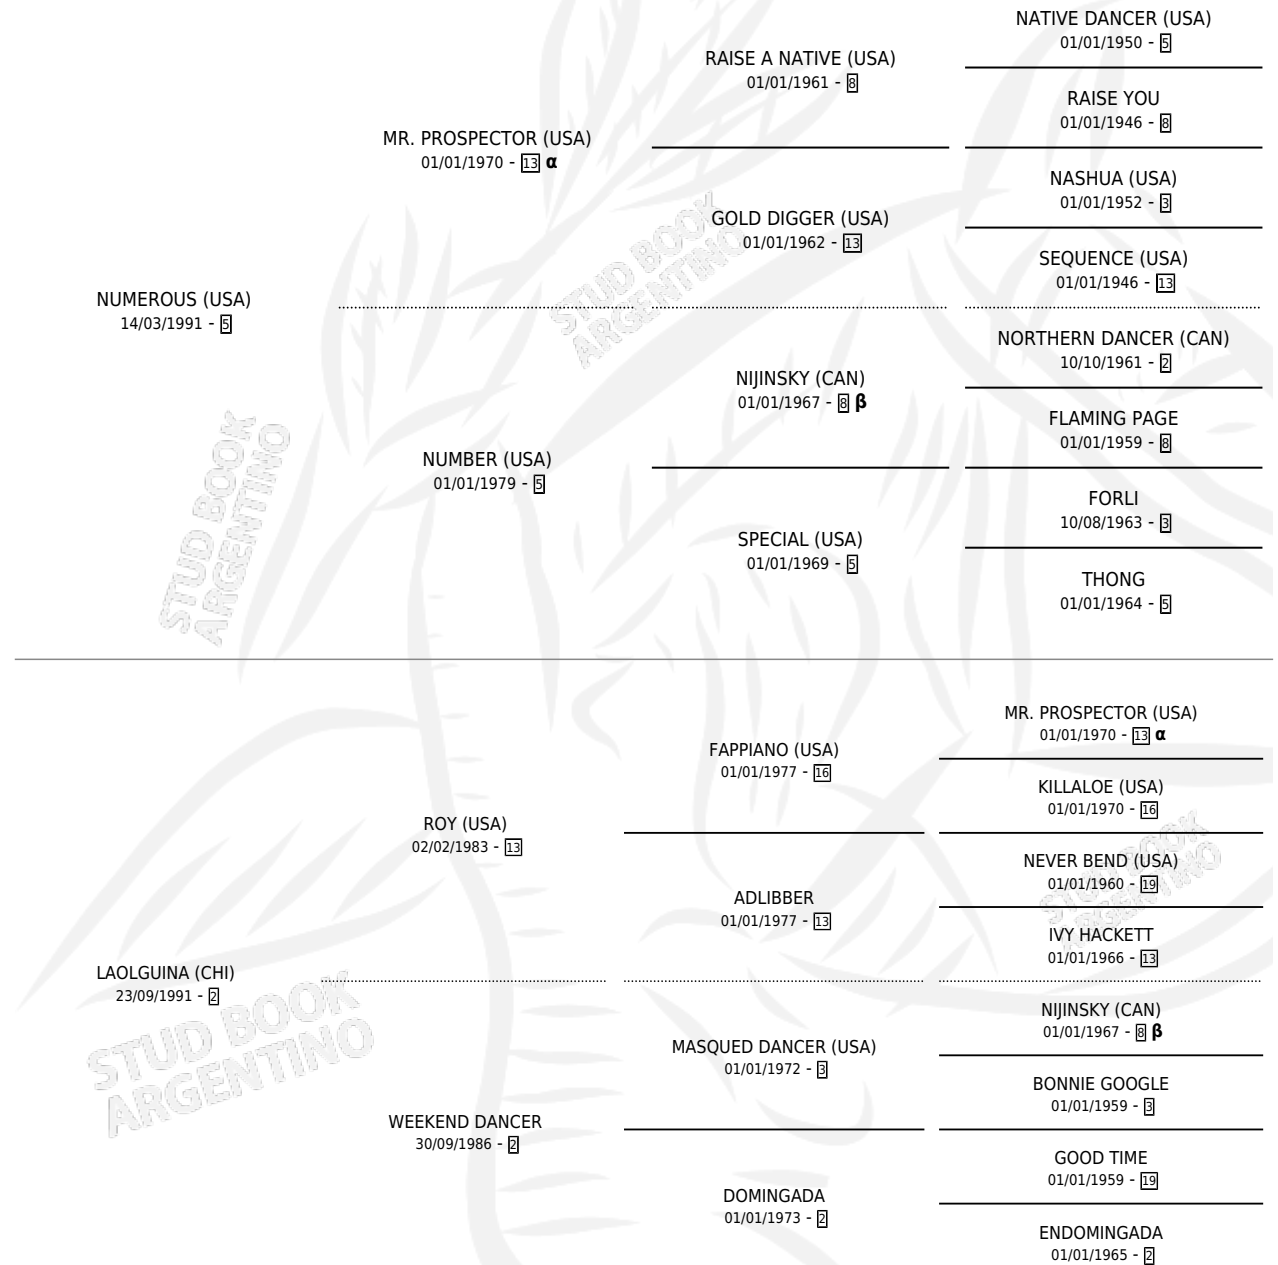 NATIVE DANCER (USA)
01/01/1950 - 5
RAISE A NATIVE (USA)
01/01/1961 - 8
RAISE YOU
01/01/1946 - 8
MR. PROSPECTOR (USA)
01/01/1970 - 13 α
NASHUA (USA)
01/01/1952 - 3
GOLD DIGGER (USA)
01/01/1962 - 13
SEQUENCE (USA)
01/01/1946 - 13
STUD BOOK
ARGENTINO
NUMEROUS (USA)
14/03/1991 - 5
NORTHERN DANCER (CAN)
10/10/1961 - 2
NIJINSKY (CAN)
01/01/1967 - 8 β
FLAMING PAGE
01/01/1959 - 8
NUMBER (USA)
01/01/1979 - 5
FORLI
10/08/1963 - 3
SPECIAL (USA)
01/01/1969 - 5
THONG
01/01/1964 - 5
STUD BOOK
ARGENTINO
MR. PROSPECTOR (USA)
01/01/1970 - 13 α
FAPPIANO (USA)
01/01/1977 - 16
KILLALOE (USA)
01/01/1970 - 16
ROY (USA)
02/02/1983 - 13
NEVER BEND (USA)
01/01/1960 - 19
ADLIBBER
01/01/1977 - 13
IVY HACKETT
01/01/1966 - 13
STUD BOOK
ARGENTINO
LAOLGUINA (CHI)
23/09/1991 - 2
NIJINSKY (CAN)
01/01/1967 - 8 β
MASQUED DANCER (USA)
01/01/1972 - 3
BONNIE GOOGLE
01/01/1959 - 3
STUD BOOK
ARGENTINO
WEEKEND DANCER
30/09/1986 - 2
GOOD TIME
01/01/1959 - 19
DOMINGADA
01/01/1973 - 2
ENDOMINGADA
01/01/1965 - 2